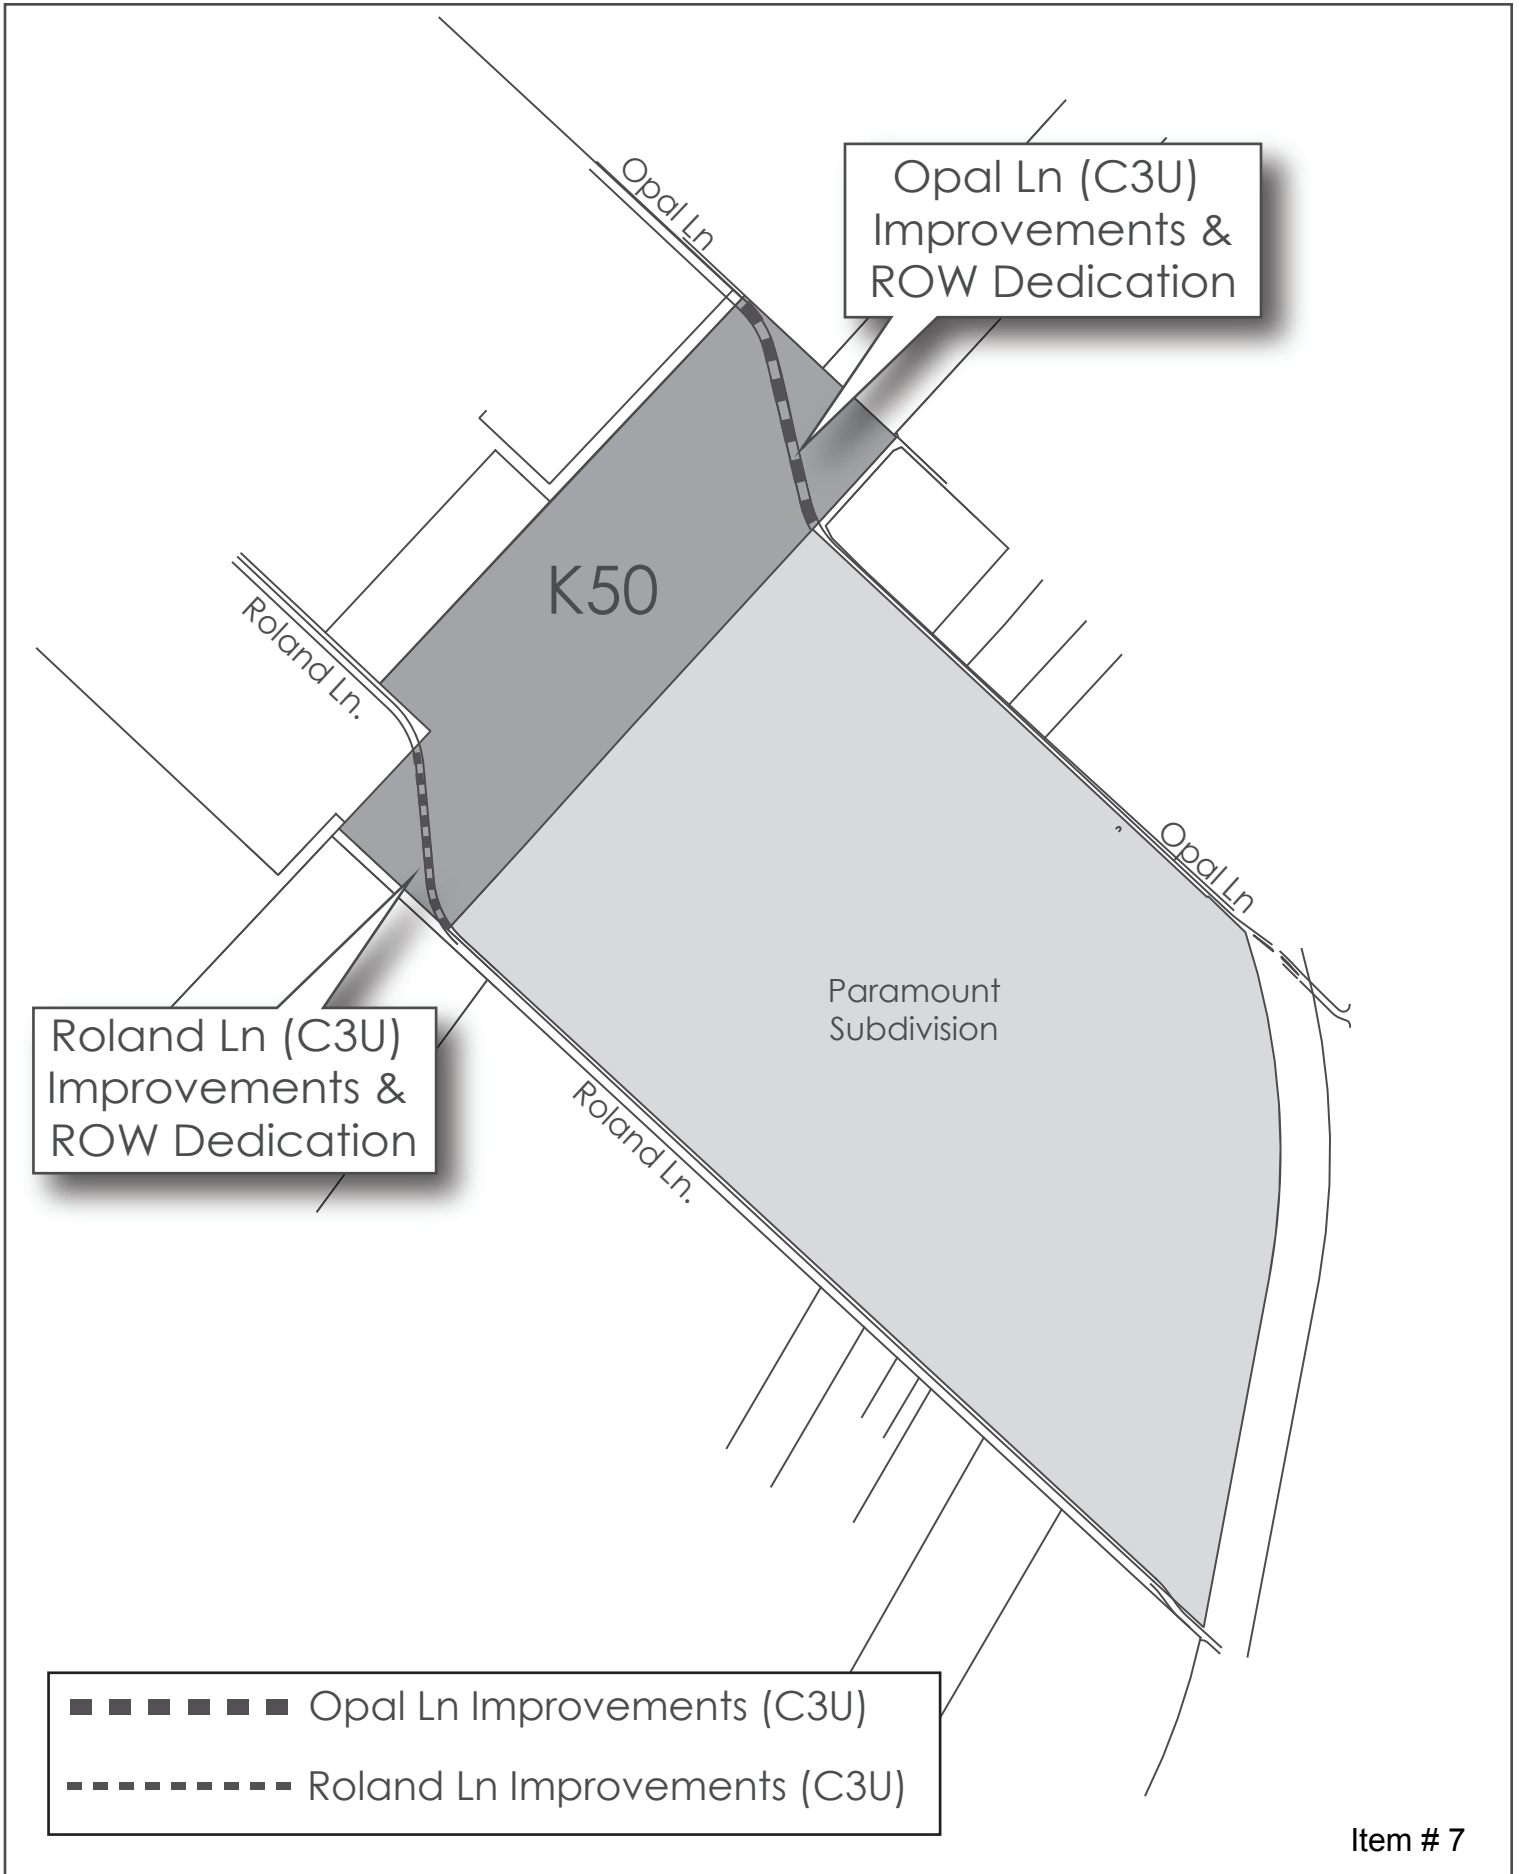 Opal Ln
Opal Ln (C3U)
Improvements &
ROW Dedication
K50
Roland Ln.
Opal Ln
Paramount
Subdivision
Roland Ln (C3U)
Improvements &
ROW Dedication
Roland Ln.
Opal Ln Improvements (C3U)
Roland Ln Improvements (C3U)
Item # 7